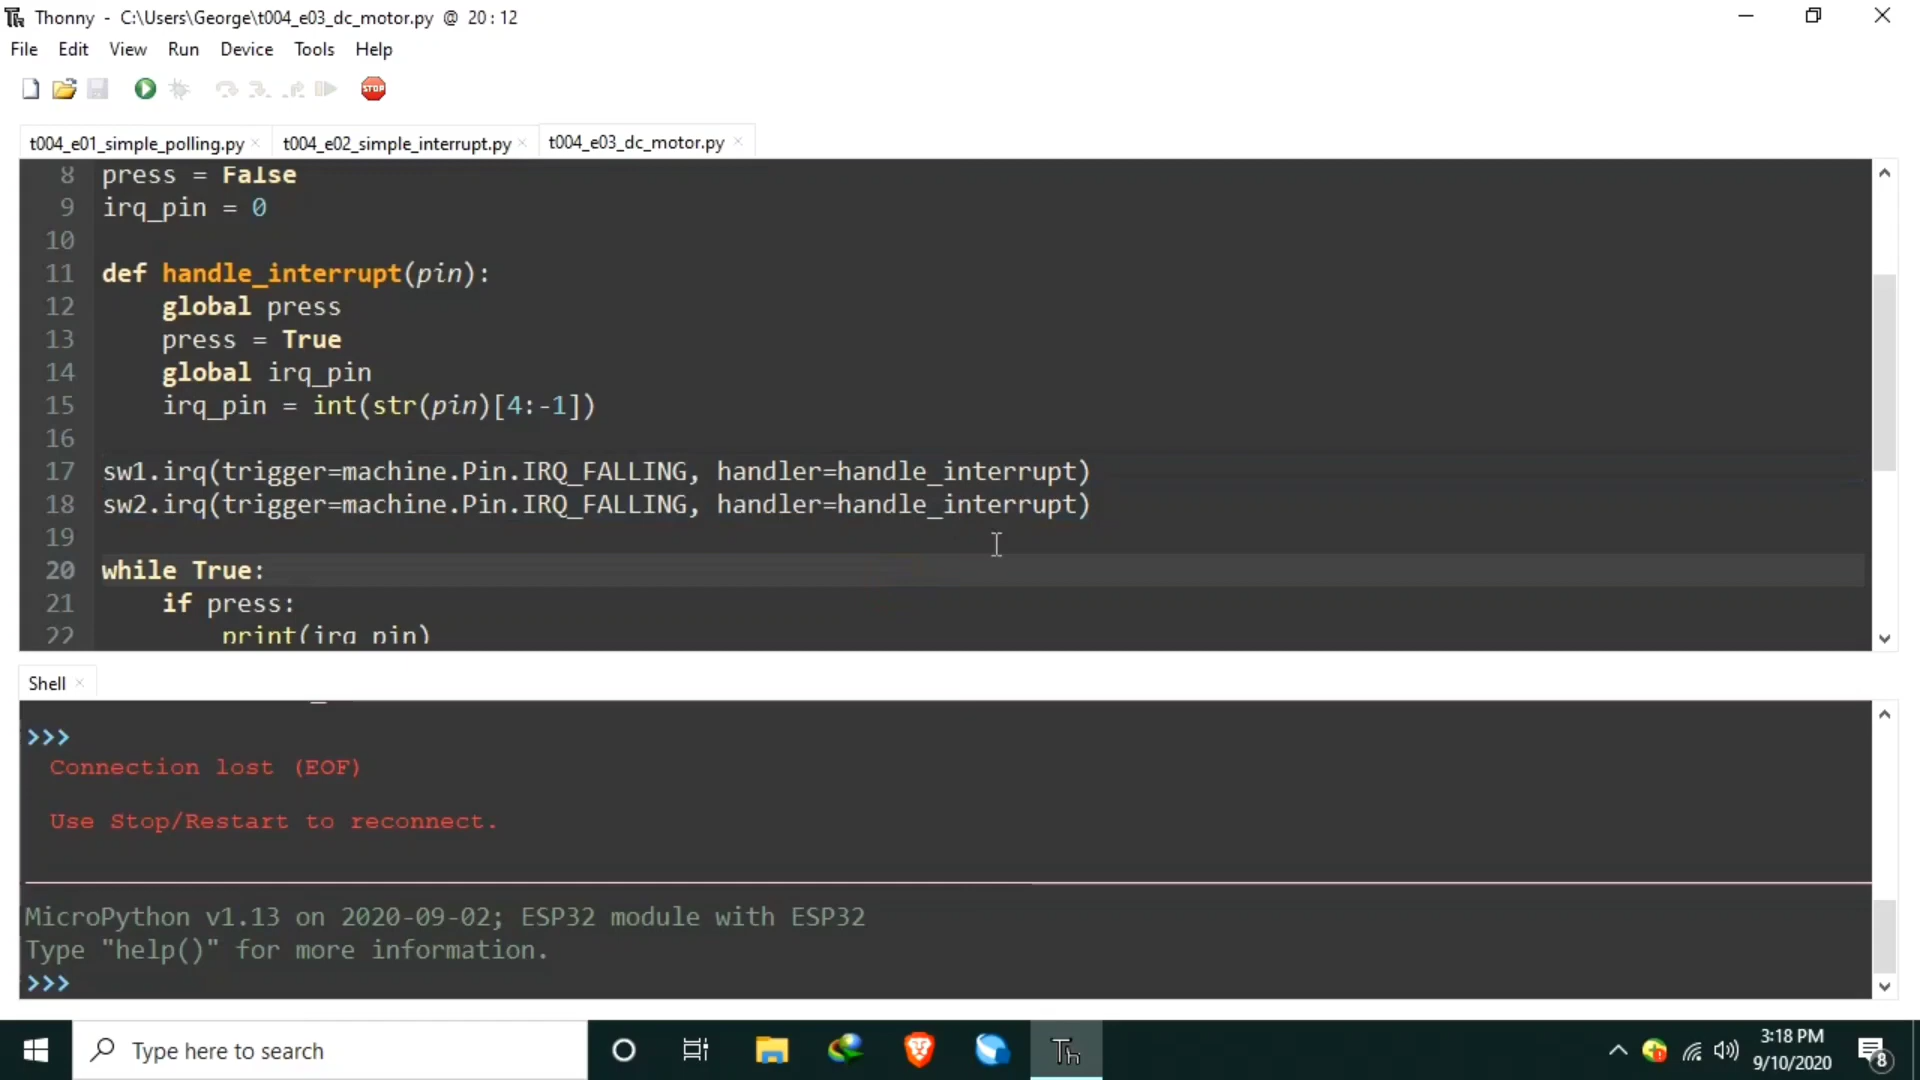 Thonny - C:\Users\George\t004_e03_dc_motor.py @ 20:12
File Edit View Run Device Tools Help
STOP
t004_e01_simple_polling.py t004_e02_simple_interrupt.py t004_e03_dc_motor.py
8 press = False
9 irq_pin = 0
10
11 def handle_interrupt(pin):
12 global press
13 press = True
14 global irq_pin
15 irq_pin = int(str(pin)[4:-1])
16
17 sw1.irq(trigger=machine.Pin.IRQ_FALLING, handler=handle_interrupt)
18 sw2.irq(trigger=machine.Pin.IRQ_FALLING, handler=handle_interrupt)
19
20 while True:
21 if press:
22 print(irq_pin)
Shell
>>>
Connection lost (EOF)
Use Stop/Restart to reconnect.
MicroPython v1.13 on 2020-09-02; ESP32 module with ESP32
Type "help()" for more information.
>>>
Type here to search
Th
3:18 PM
9/10/2020
8